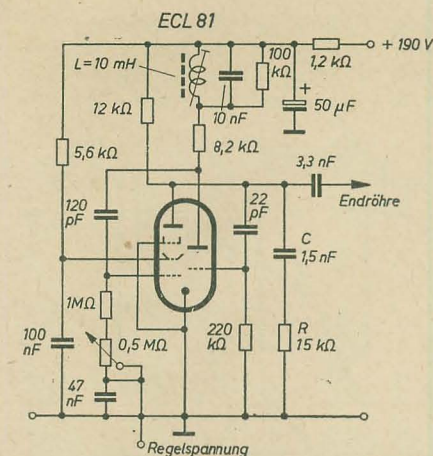 ECL 81
+ 190 V
L = 10 mH
100
kΩ
1,2 kΩ
12 kΩ
10 nF
+
50 µF
5,6 kΩ
8,2 kΩ
3,3 nF
Endröhre
120
pF
22
pF
C
1,5 nF
1MΩ
100
nF
0,5 MΩ
220
kΩ
R
15 kΩ
47
nF
Regelspannung